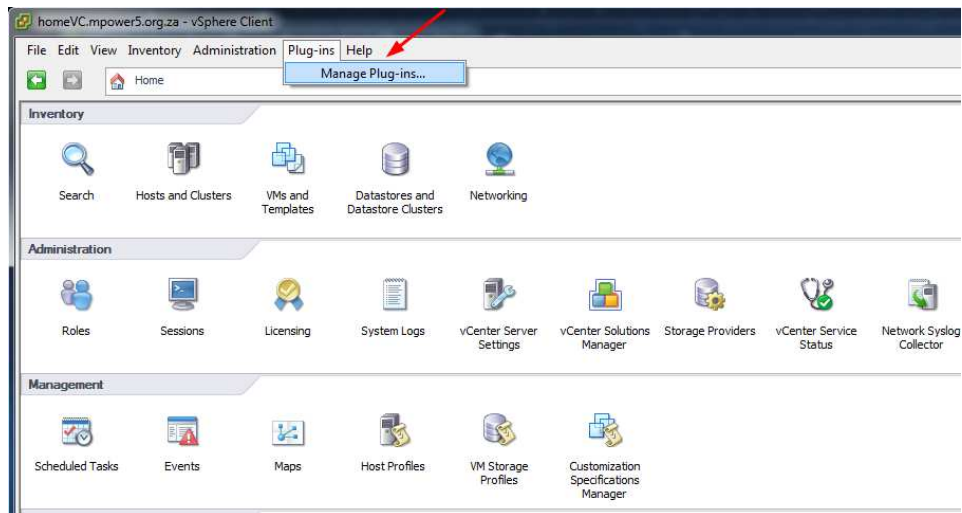 homeVC.mpower5.org.za - vSphere Client
File Edit View Inventory Administration Plug-ins Help
Manage Plug-ins...
Home
Inventory
Search
Hosts and Clusters
VMs and
Templates
Datastores and
Datastore Clusters
Networking
Administration
Roles
Sessions
Licensing
System Logs
vCenter Server
Settings
vCenter Solutions
Manager
Storage Providers
vCenter Service
Status
Network Syslog
Collector
Management
Scheduled Tasks
Events
Maps
Host Profiles
VM Storage
Profiles
Customization
Specifications
Manager